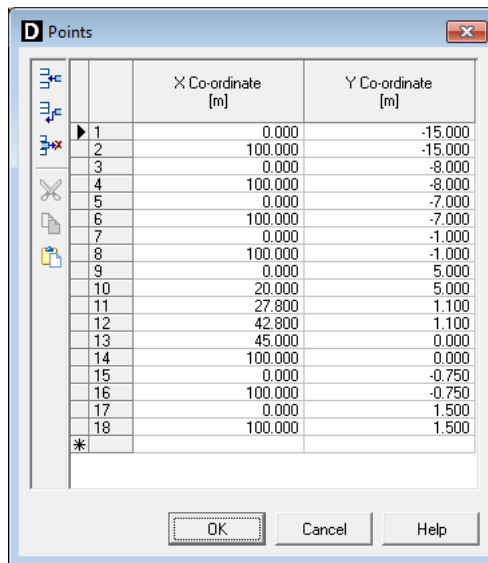 D Points
X Co-ordinate [m] Y Co-ordinate [m]
1 0.000 -15.000
2 100.000 -15.000
3 0.000 -8.000
4 100.000 -8.000
5 0.000 -7.000
6 100.000 -7.000
7 0.000 -1.000
8 100.000 -1.000
9 0.000 5.000
10 20.000 5.000
11 27.800 1.100
12 42.800 1.100
13 45.000 0.000
14 100.000 0.000
15 0.000 -0.750
16 100.000 -0.750
17 0.000 1.500
18 100.000 1.500
OK Cancel Help